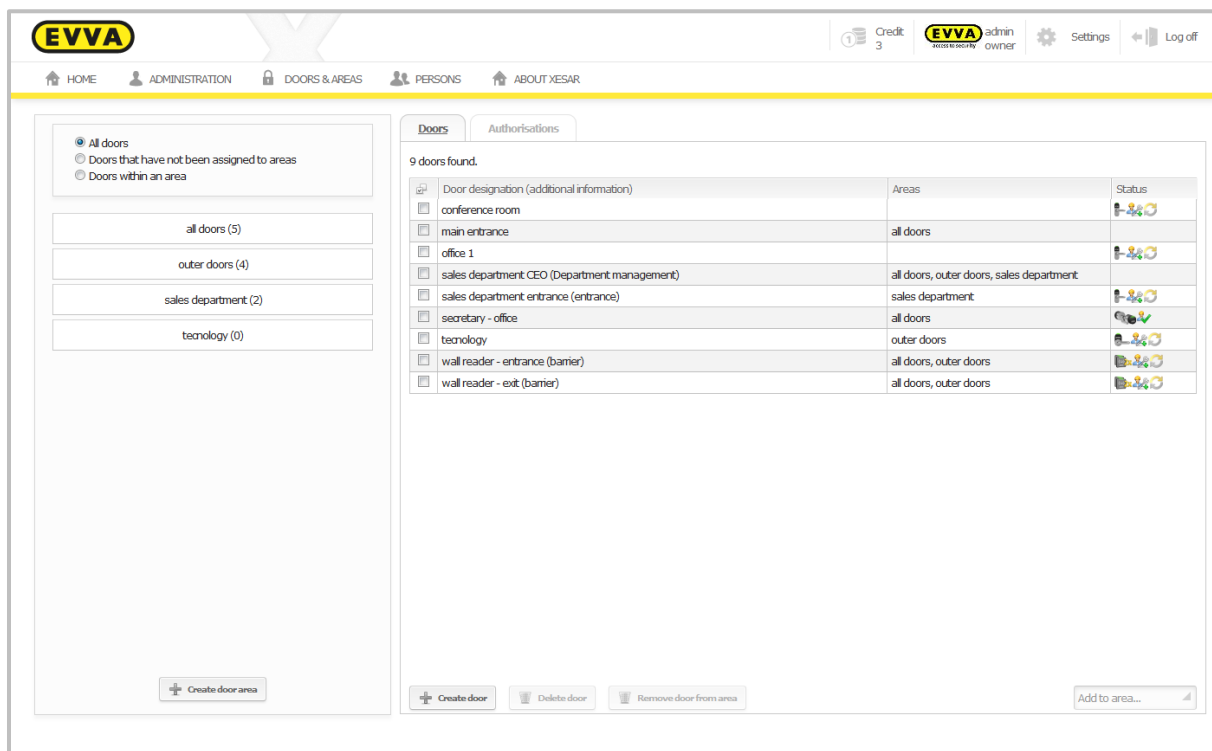 EVVA
Credit
3
EVVA
access to security
admin
owner
Settings
Log off
HOME
ADMINISTRATION
DOORS & AREAS
PERSONS
ABOUT XESAR
All doors
Doors that have not been assigned to areas
Doors within an area
all doors (5)
outer doors (4)
sales department (2)
tecnology (0)
Create door area
Doors
Authorisations
9 doors found.
Door designation (additional information) Areas Status
conference room
main entrance all doors
office 1
sales department CEO (Department management) all doors, outer doors, sales department
sales department entrance (entrance) sales department
secretary - office all doors
tecnology outer doors
wall reader - entrance (barrier) all doors, outer doors
wall reader - exit (barrier) all doors, outer doors
Create door
Delete door
Remove door from area
Add to area...